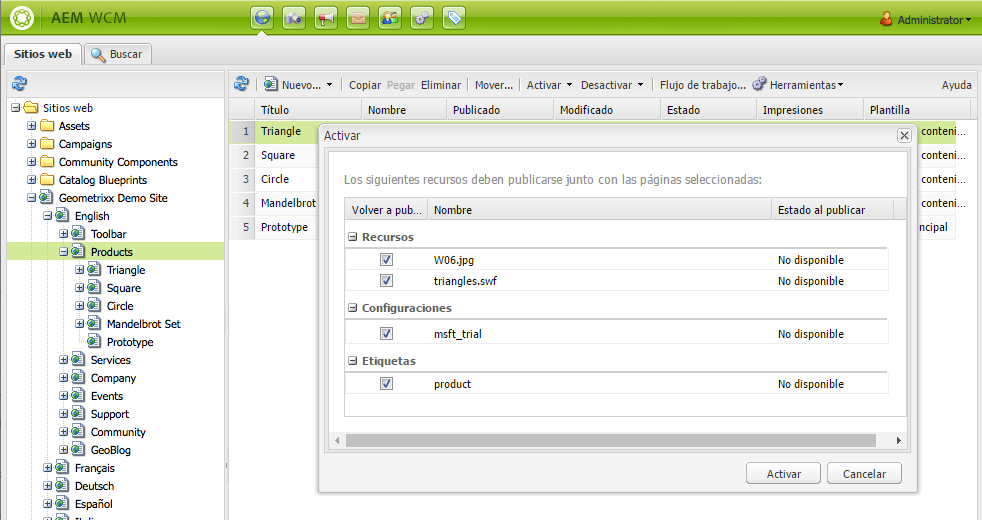 AEM WCM
Administrator
Sitios web
Buscar
Nuevo... Copiar Pegar Eliminar Mover... Activar Desactivar Flujo de trabajo... Herramientas Ayuda
Sitios web
Assets
Campaigns
Community Components
Catalog Blueprints
Geometrixx Demo Site
English
Toolbar
Products
Triangle
Square
Circle
Mandelbrot Set
Prototype
Services
Company
Events
Support
Community
GeoBlog
Français
Deutsch
Español
Título Nombre Publicado Modificado Estado Impresiones Plantilla
1 Triangle conteni...
2 Square conteni...
3 Circle conteni...
4 Mandelbrot conteni...
5 Prototype ncipal
Activar
Los siguientes recursos deben publicarse junto con las páginas seleccionadas:
Volver a pub... Nombre Estado al publicar
Recursos
W06.jpg No disponible
triangles.swf No disponible
Configuraciones
msft_trial No disponible
Etiquetas
product No disponible
Activar Cancelar